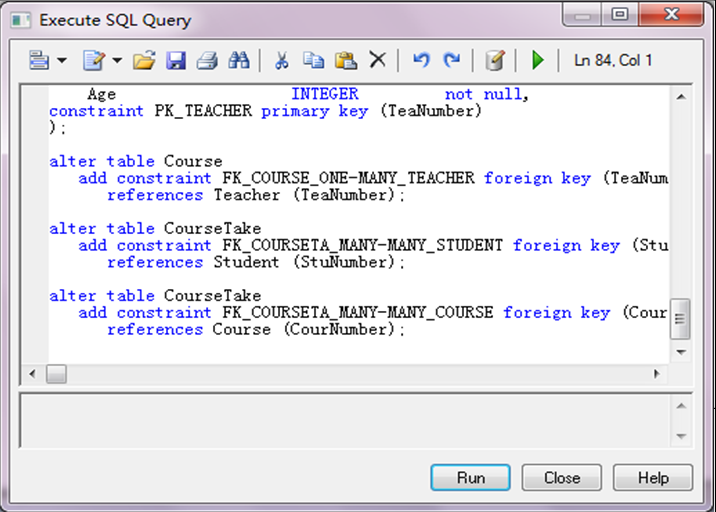 Execute SQL Query
Ln 84, Col 1
Age INTEGER not null,
constraint PK_TEACHER primary key (TeaNumber)
);
alter table Course
add constraint FK_COURSE_ONE-MANY_TEACHER foreign key (TeaNum
references Teacher (TeaNumber);
alter table CourseTake
add constraint FK_COURSETA_MANY-MANY_STUDENT foreign key (Stu
references Student (StuNumber);
alter table CourseTake
add constraint FK_COURSETA_MANY-MANY_COURSE foreign key (Cour
references Course (CourNumber);
Run Close Help